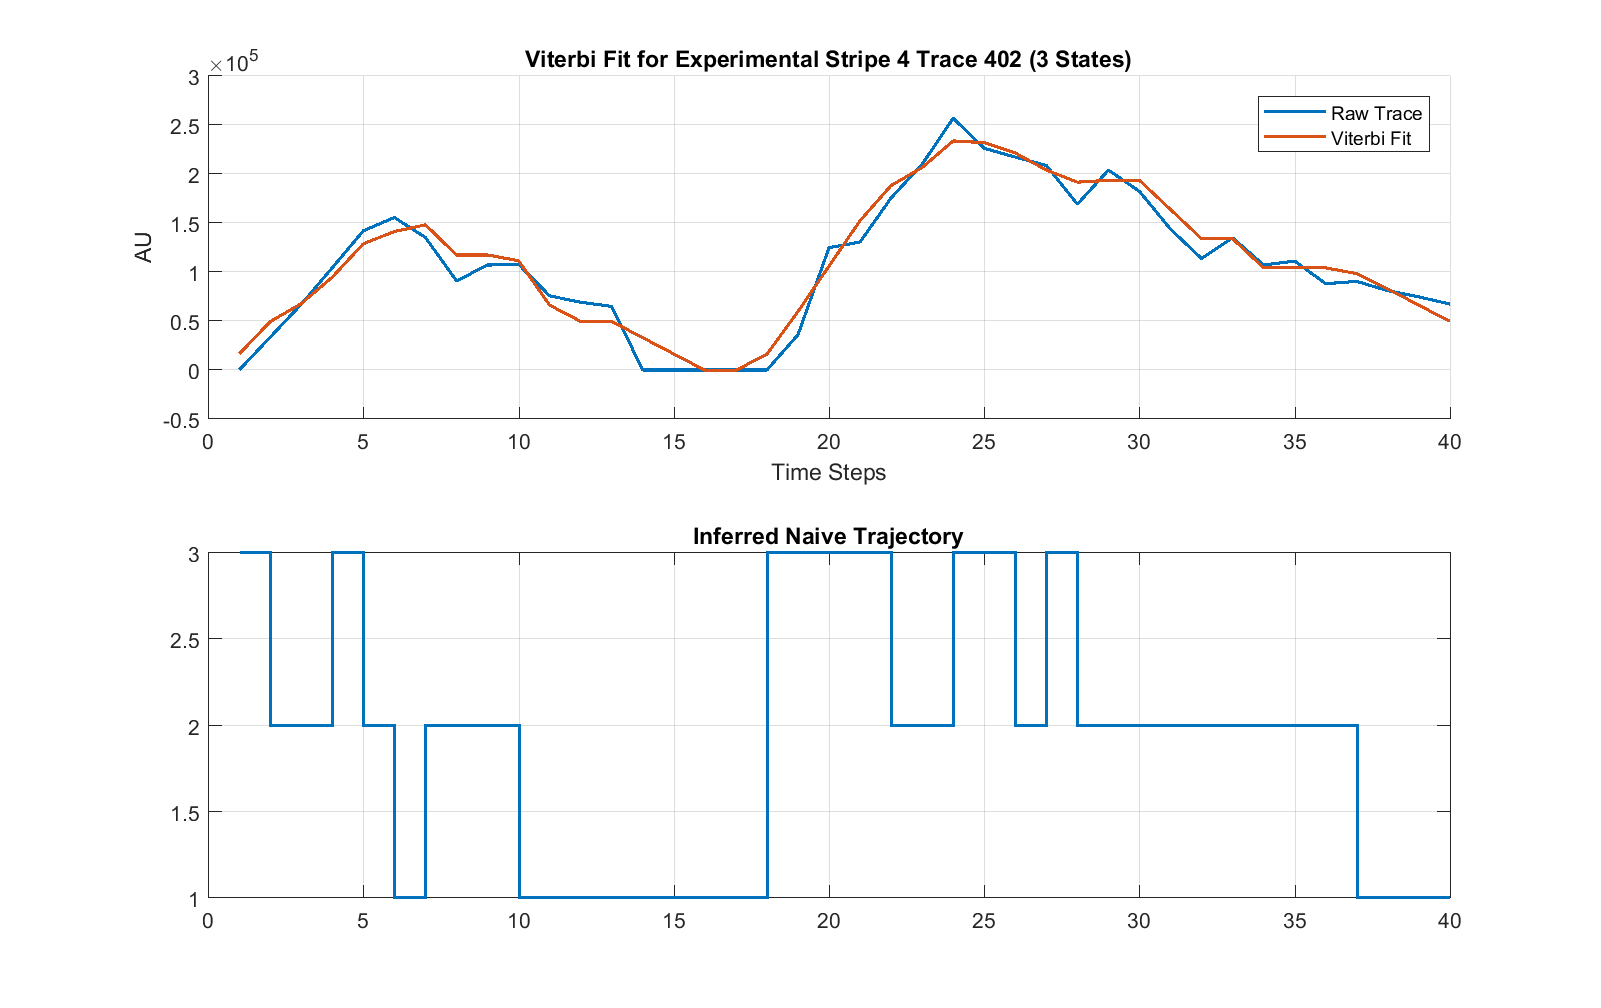 Viterbi Fit for Experimental Stripe 4 Trace 402 (3 States)
×10^5
3
2.5
2
1.5
1
0.5
0
-0.5
AU
Raw Trace
Viterbi Fit
0 5 10 15 20 25 30 35 40
Time Steps
Inferred Naive Trajectory
3
2.5
2
1.5
1
0 5 10 15 20 25 30 35 40